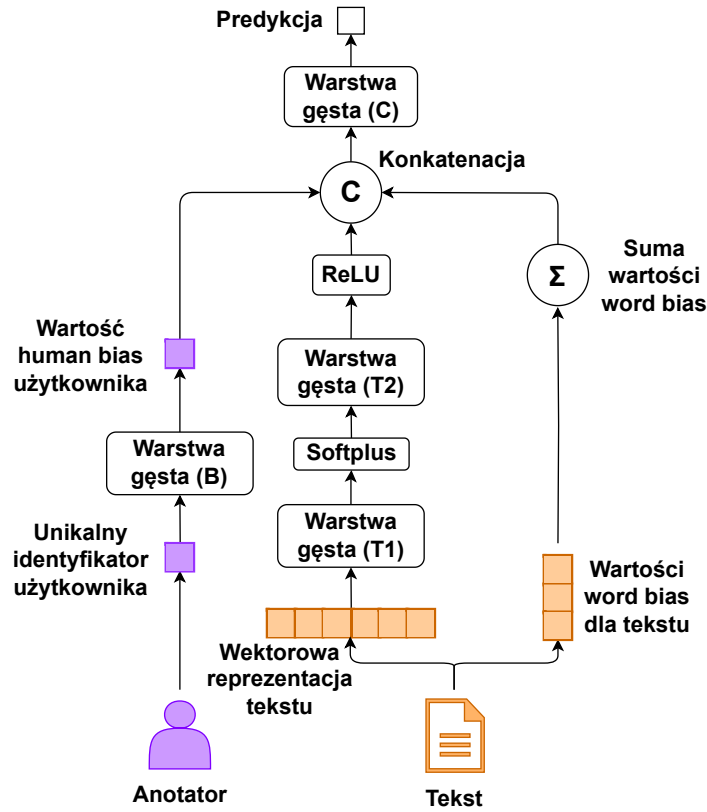 Predykcja
Warstwa
gęsta (C)
Konkatenacja
C
ReLU
Suma
wartości
word bias
Σ
Wartość
human bias
użytkownika
Warstwa
gęsta (T2)
Warstwa
gęsta (B)
Softplus
Unikalny
identyfikator
użytkownika
Warstwa
gęsta (T1)
Wartości
word bias
dla tekstu
Wektorowa
reprezentacja
tekstu
Anotator
Tekst